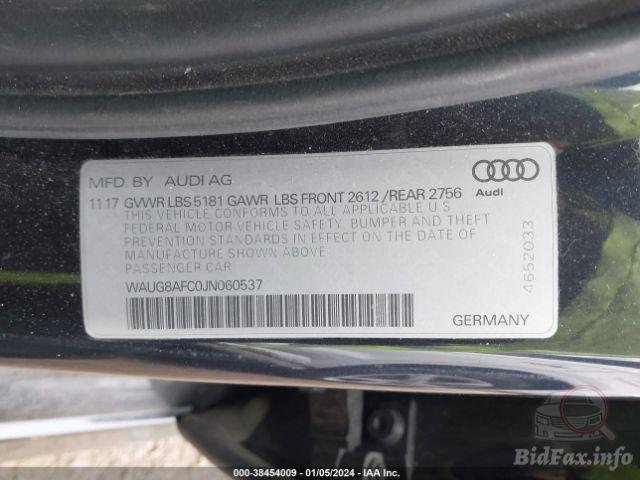 MFD. BY AUDI AG
Audi
11 17 GVWR LBS 5181 GAWR LBS FRONT 2612 /REAR 2756
THIS VEHICLE CONFORMS TO ALL APPLICABLE U.S
FEDERAL MOTOR VEHICLE SAFETY, BUMPER AND THEFT
PREVENTION STANDARDS IN EFFECT ON THE DATE OF
MANUFACTURE SHOWN ABOVE
PASSENGER CAR
WAUG8AFC0JN060537
4652033
GERMANY
BidFax.info
000-38454009 — 01/05/2024 — IAA Inc.